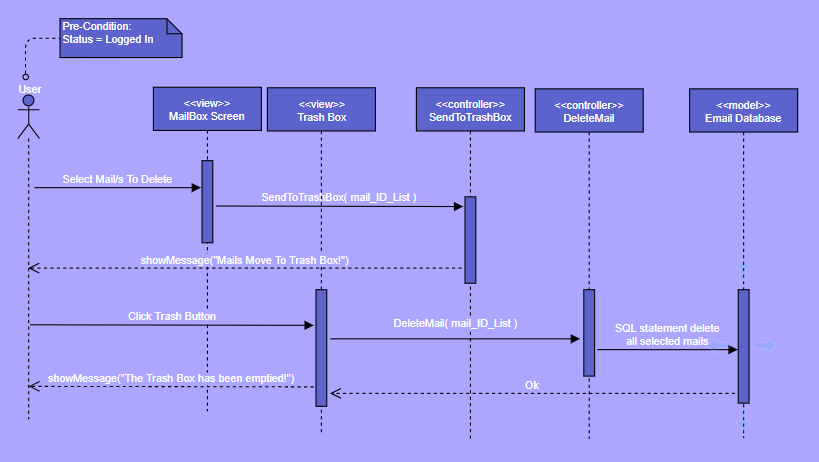 Pre-Condition:
Status = Logged In
User
<<view>>
MailBox Screen
<<view>>
Trash Box
<<controller>>
SendToTrashBox
<<controller>>
DeleteMail
<<model>>
Email Database
Select Mail/s To Delete
SendToTrashBox( mail_ID_List )
showMessage("Mails Move To Trash Box!")
Click Trash Button
DeleteMail( mail_ID_List )
SQL statement delete
all selected mails
showMessage("The Trash Box has been emptied!")
Ok